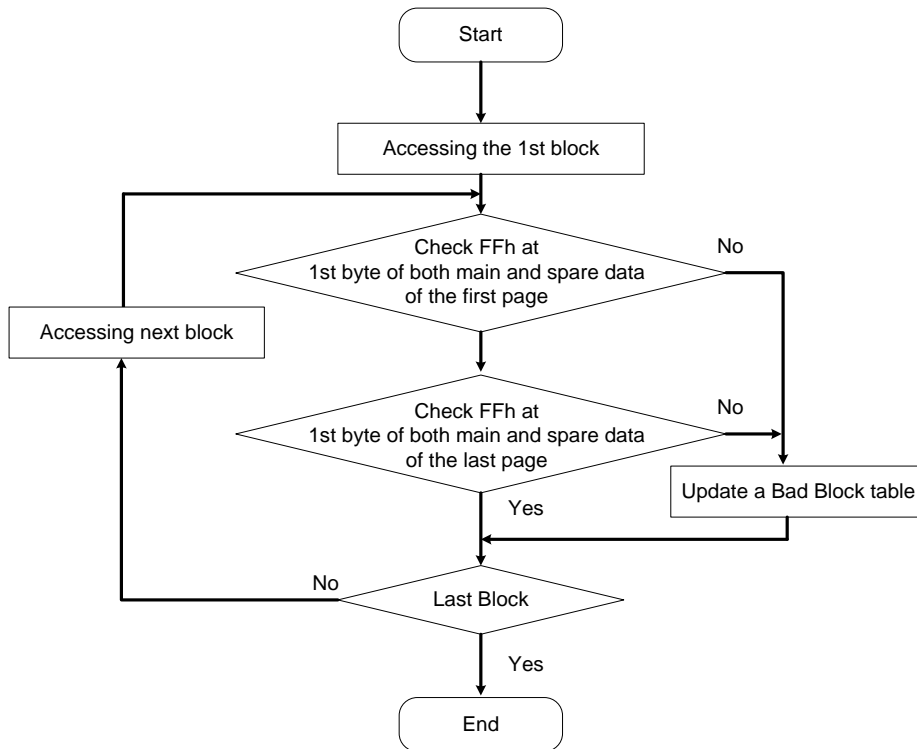 Start
Accessing the 1st block
Check FFh at
1st byte of both main and spare data
of the first page
No
Accessing next block
Check FFh at
1st byte of both main and spare data
of the last page
No
Update a Bad Block table
Yes
No
Last Block
Yes
End